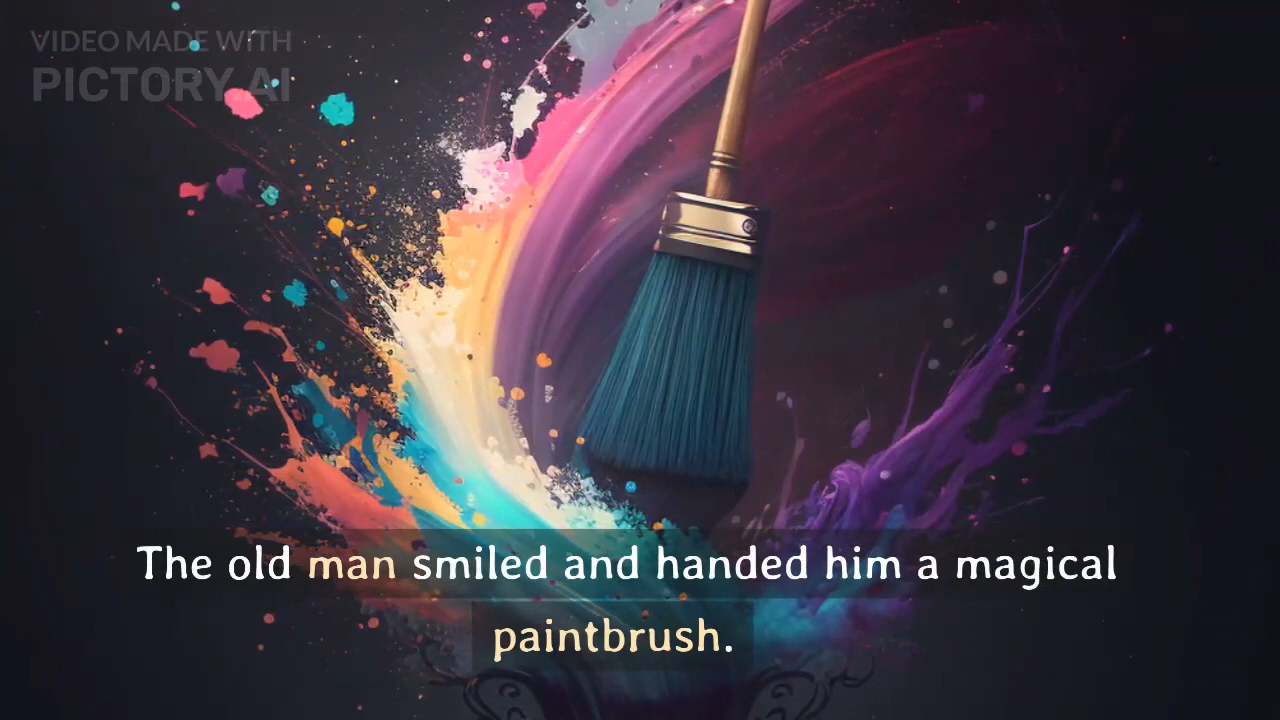 VIDEO MADE WITH
PICTORY.AI
The old man smiled and handed him a magical
paintbrush.